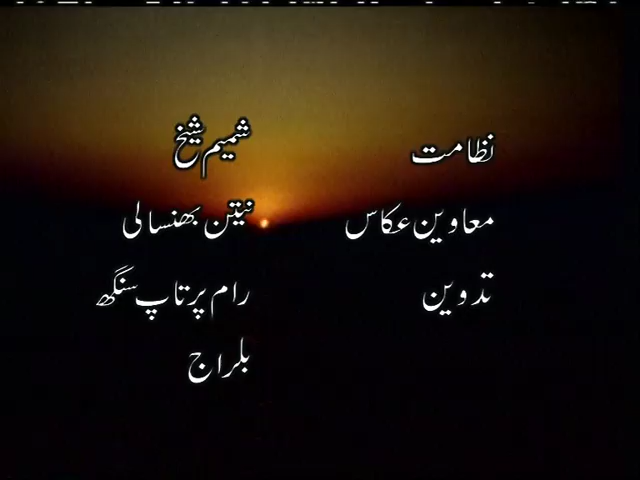 نظامت شمیم شیخ
معاوین عکاس نیتن بھنسالی
تدوین رام پرتاپ سنگھ
بلراج